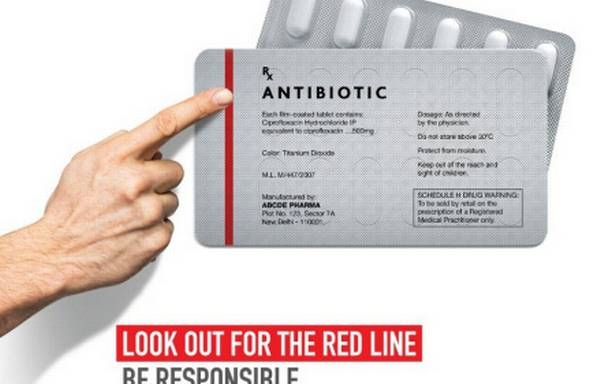 Rx
ANTIBIOTIC
Each film-coated tablet contains:
Ciprofloxacin Hydrochloride IP
equivalent to ciprofloxacin ....500mg
Color: Titanium Dioxide
M.L. M/447/2007
Manufactured by:
ABCDE PHARMA
Plot No. 123, Sector 7A
New Delhi - 110001.
Dosage: As directed
by the physician.
Do not store above 30°C
Protect from moisture.
Keep out of the reach and
sight of children.
SCHEDULE H DRUG WARNING:
To be sold by retail on the
prescription of a Registered
Medical Practitioner only.
LOOK OUT FOR THE RED LINE
BE RESPONSIBLE